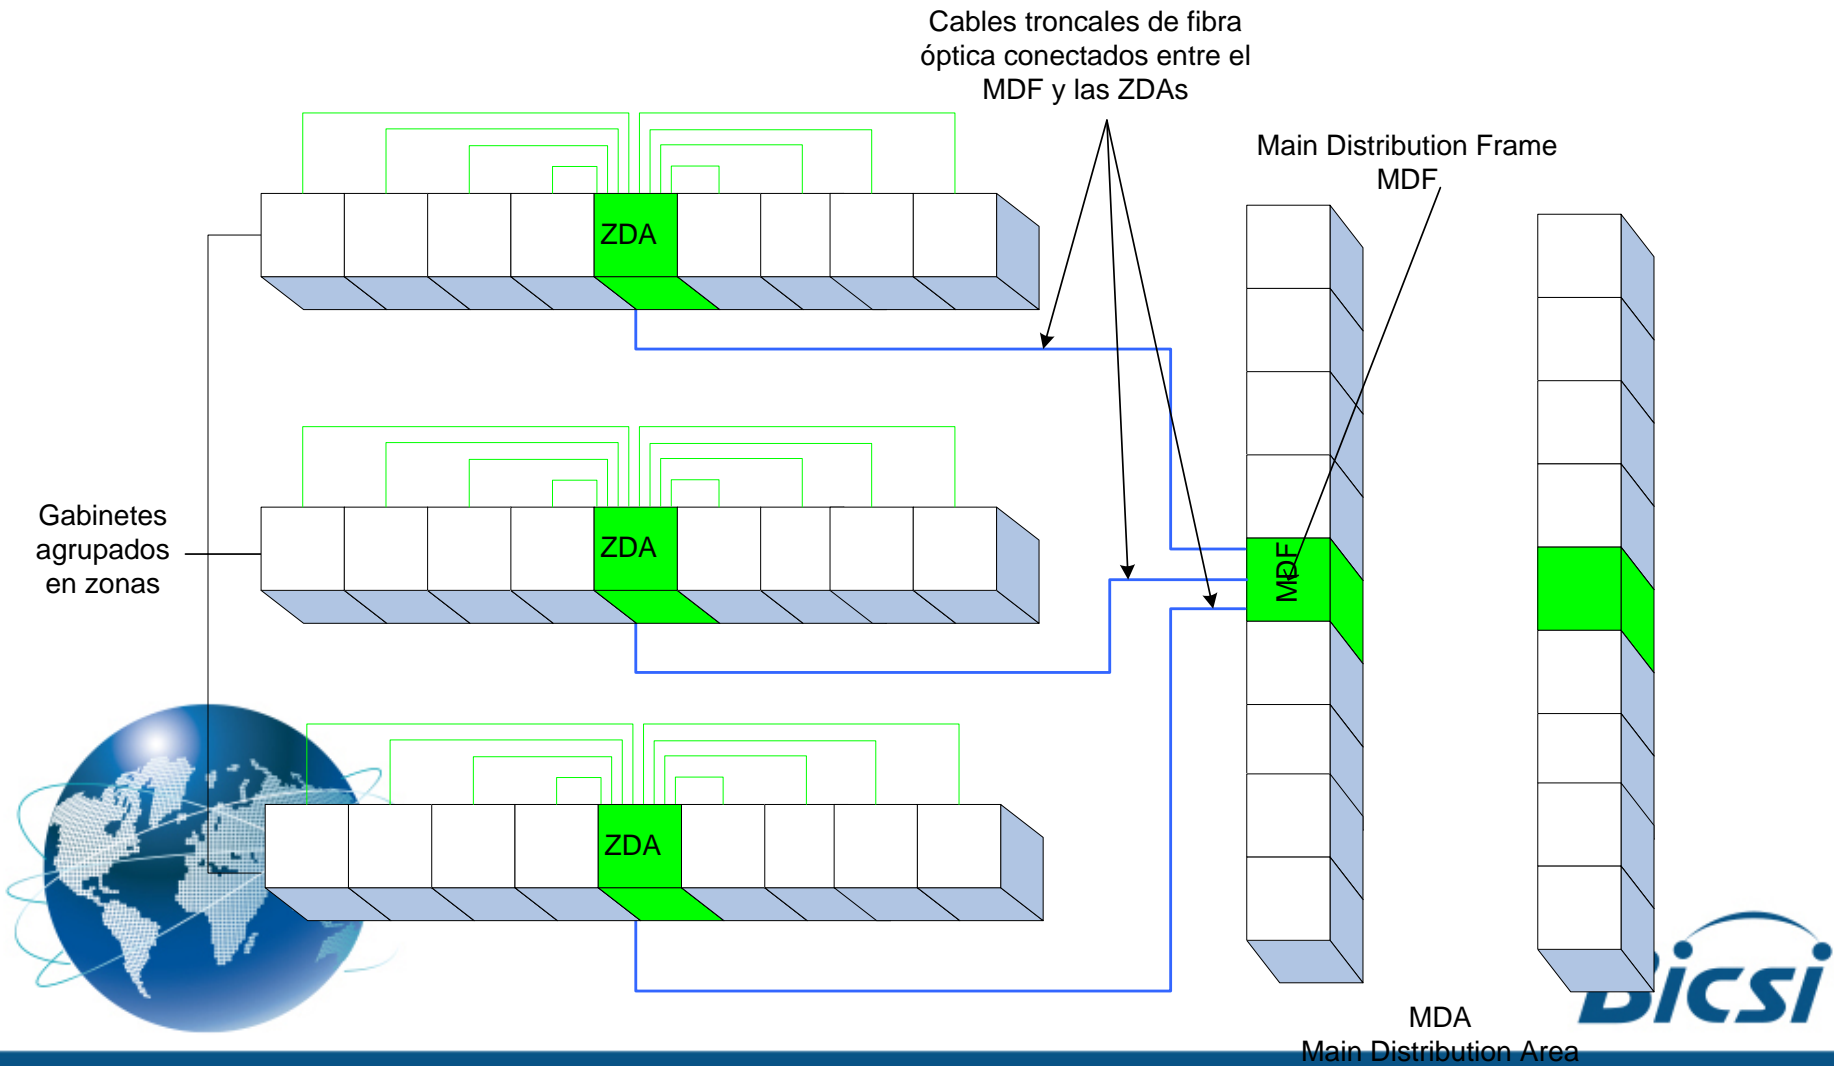 Cables troncales de fibra
óptica conectados entre el
MDF y las ZDAs
Main Distribution Frame
MDF
ZDA
ZDA
MDF
Gabinetes
agrupados
en zonas
ZDA
Bicsi
MDA
Main Distribution Area